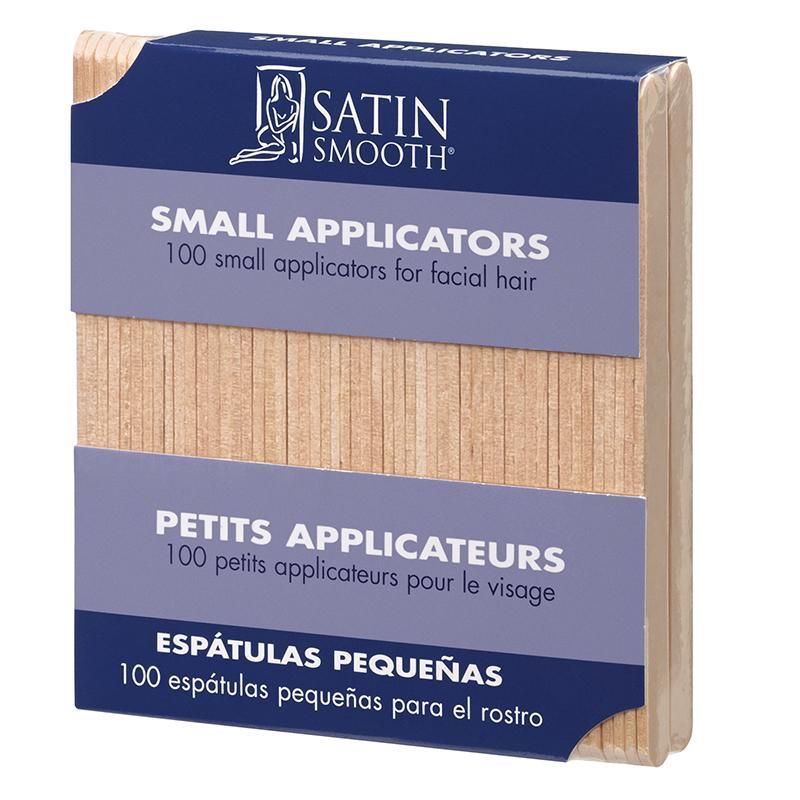 SMALL APPLICATORS
SATIN
SMOOTH®
SMALL APPLICATORS
100 small applicators for facial hair
PETITS APPLICATEURS
100 petits applicateurs pour le visage
ESPÁTULAS PEQUEÑAS
100 espátulas pequeñas para el rostro